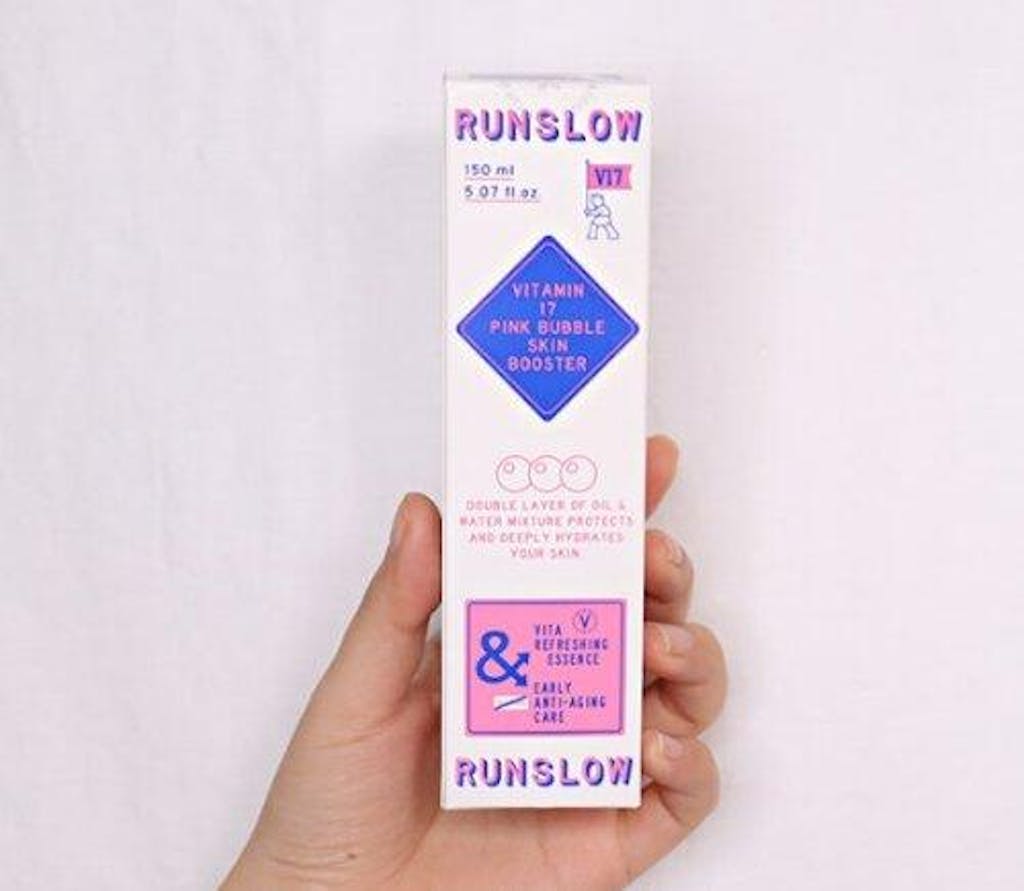 RUNSLOW
150 ml
5.07 fl.oz
V17
VITAMIN
17
PINK BUBBLE
SKIN
BOOSTER
DOUBLE LAYER OF OIL &
WATER MIXTURE PROTECTS
AND DEEPLY HYDRATES
YOUR SKIN
&
V
VITA
REFRESHING
ESSENCE
EARLY
ANTI-AGING
CARE
RUNSLOW